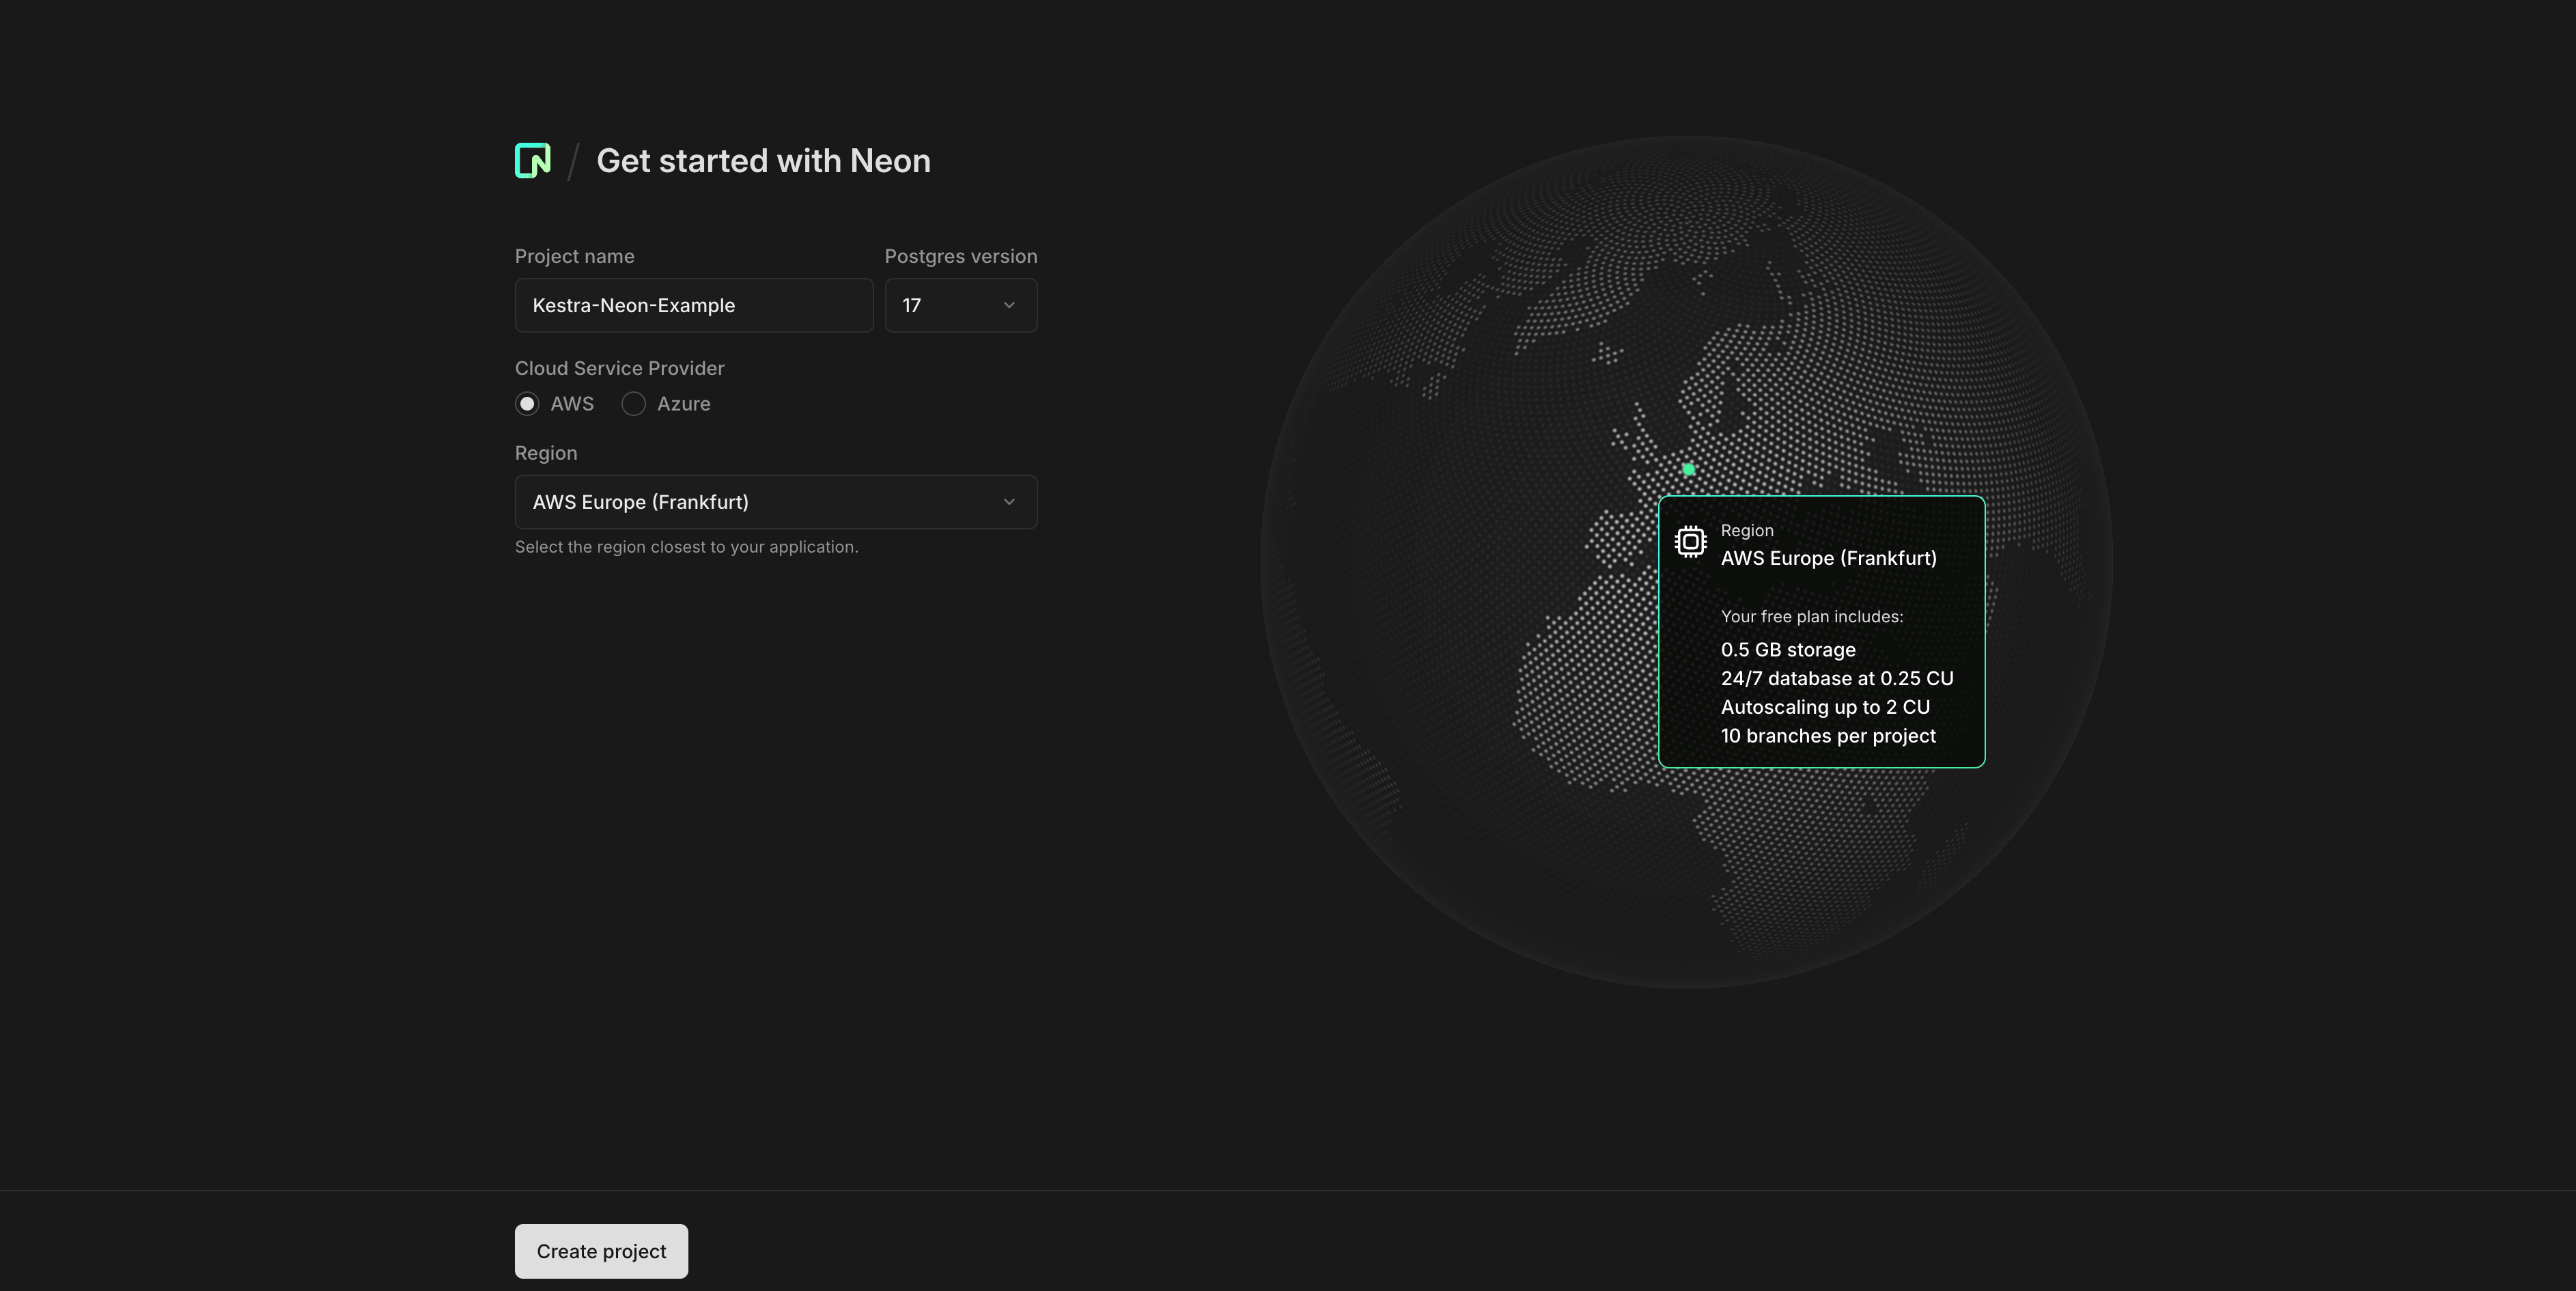 Get started with Neon
Project name
Postgres version
Kestra-Neon-Example
17
Cloud Service Provider
AWS
Azure
Region
AWS Europe (Frankfurt)
Select the region closest to your application.
Region
AWS Europe (Frankfurt)
Your free plan includes:
0.5 GB storage
24/7 database at 0.25 CU
Autoscaling up to 2 CU
10 branches per project
Create project